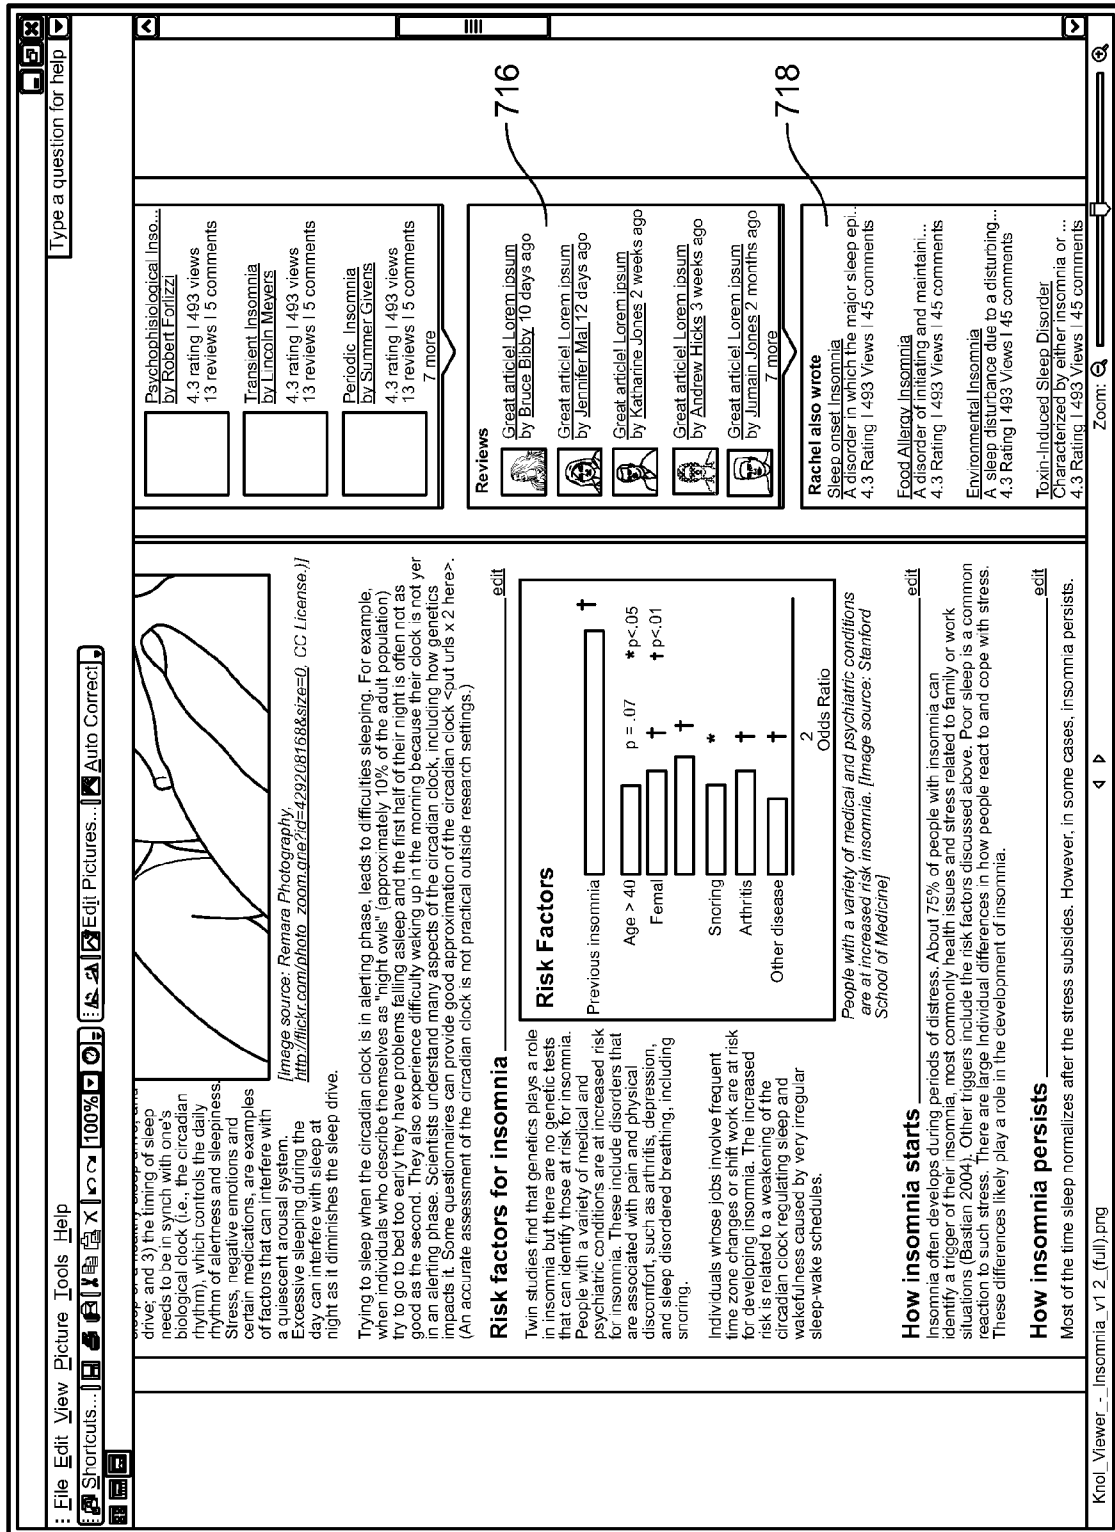 Type a question for help
File Edit View Picture Tools Help
Shortcuts...
100%
Edit Pictures...
Auto Correct
drive; and 3) the timing of sleep
needs to be in synch with one's
biological clock (i.e., the circadian
rhythm), which controls the daily
rhythm of alertness and sleepiness.
Stress, negative emotions and
certain medications, are examples
of factors that can interfere with
a quiescent arousal system.
Excessive sleeping during the
day can interfere with sleep at
night as it diminishes the sleep drive.
[Image source: Remara Photography,
http://flickr.com/photo_zoom.gne?id=429208168&size=0, CC License.)]
Trying to sleep when the circadian clock is in alerting phase, leads to difficulties sleeping. For example,
when individuals who describe themselves as "night owls" (approximately 10% of the adult population)
try to go to bed too early they have problems falling asleep and the first half of their night is often not as
good as the second. They also experience difficulty waking up in the morning because their clock is not yer
in an alerting phase. Scientists understand many aspects of the circadian clock, including how genetics
impacts it. Some questionnaires can provide good approximation of the circadian clock <put urls x 2 here>.
(An accurate assessment of the circadian clock is not practical outside research settings.)
Risk factors for insomnia
edit
Twin studies find that genetics plays a role
in insomnia but there are no genetic tests
that can identify those at risk for insomnia.
People with a variety of medical and
psychiatric conditions are at increased risk
for insomnia. These include disorders that
are associated with pain and physical
discomfort, such as arthritis, depression,
and sleep disordered breathing, including
snoring.
Individuals whose jobs involve frequent
time zone changes or shift work are at risk
for developing insomnia. The increased
risk is related to a weakening of the
circadian clock regulating sleep and
wakefulness caused by very irregular
sleep-wake schedules.
Risk Factors
Previous insomnia †
Age > 40 p = .07 *p<.05
Femal † †p<.01
†
Snoring *
Arthritis †
Other disease †
2
Odds Ratio
People with a variety of medical and psychiatric conditions
are at increased risk insomnia. [Image source: Stanford
School of Medicine]
How insomnia starts
edit
Insomnia often develops during periods of distress. About 75% of people with insomnia can
identify a trigger of their insomnia, most commonly health issues and stress related to family or work
situations (Bastian 2004). Other triggers include the risk factors discussed above. Poor sleep is a common
reaction to such stress. There are large Individual differences in how people react to and cope with stress.
These differences likely play a role in the development of insomnia.
How insomnia persists
edit
Most of the time sleep normalizes after the stress subsides. However, in some cases, insomnia persists.
Psychophisiological Inso...
by Robert Forlizzi
4.3 rating | 493 views
13 reviews | 5 comments
Transient Insomnia
by Lincoln Meyers
4.3 rating | 493 views
13 reviews | 5 comments
Periodic Insomnia
by Summer Givens
4.3 rating | 493 views
13 reviews | 5 comments
7 more
Reviews
Great article! Lorem ipsum
by Bruce Bibby 10 days ago
Great article! Lorem ipsum
by Jennifer Mal 12 days ago
Great article! Lorem ipsum
by Katharine Jones 2 weeks ago
Great article! Lorem ipsum
by Andrew Hicks 3 weeks ago
Great article! Lorem ipsum
by Jumain Jones 2 months ago
7 more
716
Rachel also wrote
Sleep onset Insomnia
A disorder in which the major sleep epi..
4.3 Rating | 493 Views | 45 comments
Food Allergy Insomnia
A disorder of initiating and maintaini...
4.3 Rating | 493 Views | 45 comments
Environmental Insomnia
A sleep disturbance due to a disturing...
4.3 Rating | 493 Views | 45 comments
Toxin-Induced Sleep Disorder
Characterized by either insomnia or ...
4.3 Rating | 493 Views | 45 comments
718
Knol_Viewer_-_Insomnia_v1 2_(full).png
Zoom: